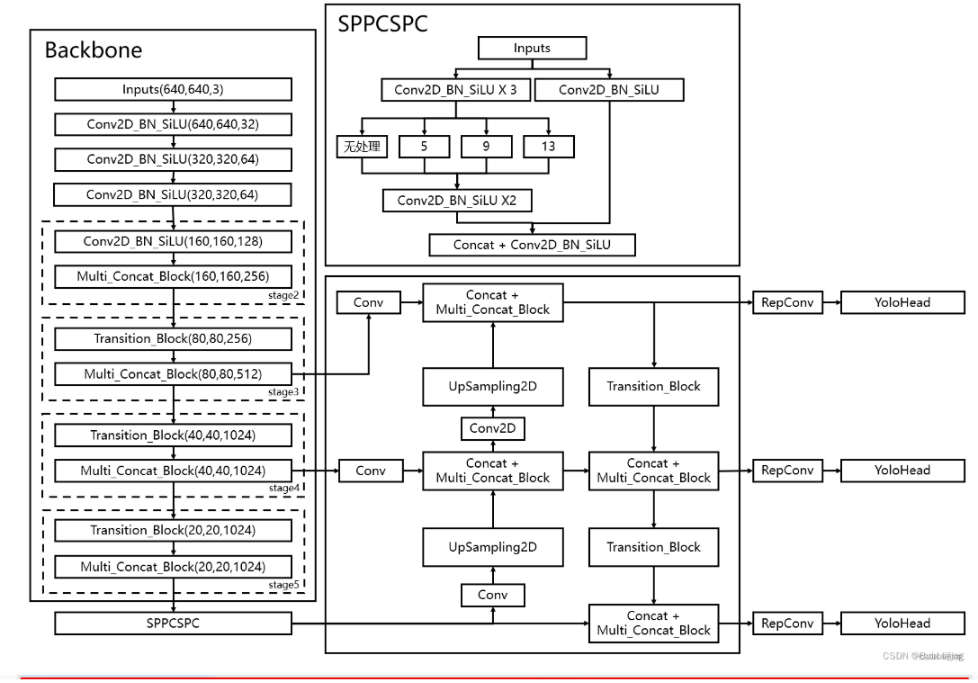 Backbone
Inputs(640,640,3)
Conv2D_BN_SiLU(640,640,32)
Conv2D_BN_SiLU(320,320,64)
Conv2D_BN_SiLU(320,320,64)
Conv2D_BN_SiLU(160,160,128)
Multi_Concat_Block(160,160,256)
stage2
Transition_Block(80,80,256)
Multi_Concat_Block(80,80,512)
stage3
Transition_Block(40,40,1024)
Multi_Concat_Block(40,40,1024)
stage4
Transition_Block(20,20,1024)
Multi_Concat_Block(20,20,1024)
stage5
SPPCSPC
SPPCSPC
Inputs
Conv2D_BN_SiLU X 3
Conv2D_BN_SiLU
无处理
5
9
13
Conv2D_BN_SiLU X2
Concat + Conv2D_BN_SiLU
Conv
Concat +
Multi_Concat_Block
RepConv
YoloHead
UpSampling2D
Transition_Block
Conv2D
Conv
Concat +
Multi_Concat_Block
Concat +
Multi_Concat_Block
RepConv
YoloHead
UpSampling2D
Transition_Block
Conv
Concat +
Multi_Concat_Block
RepConv
YoloHead
CSDN